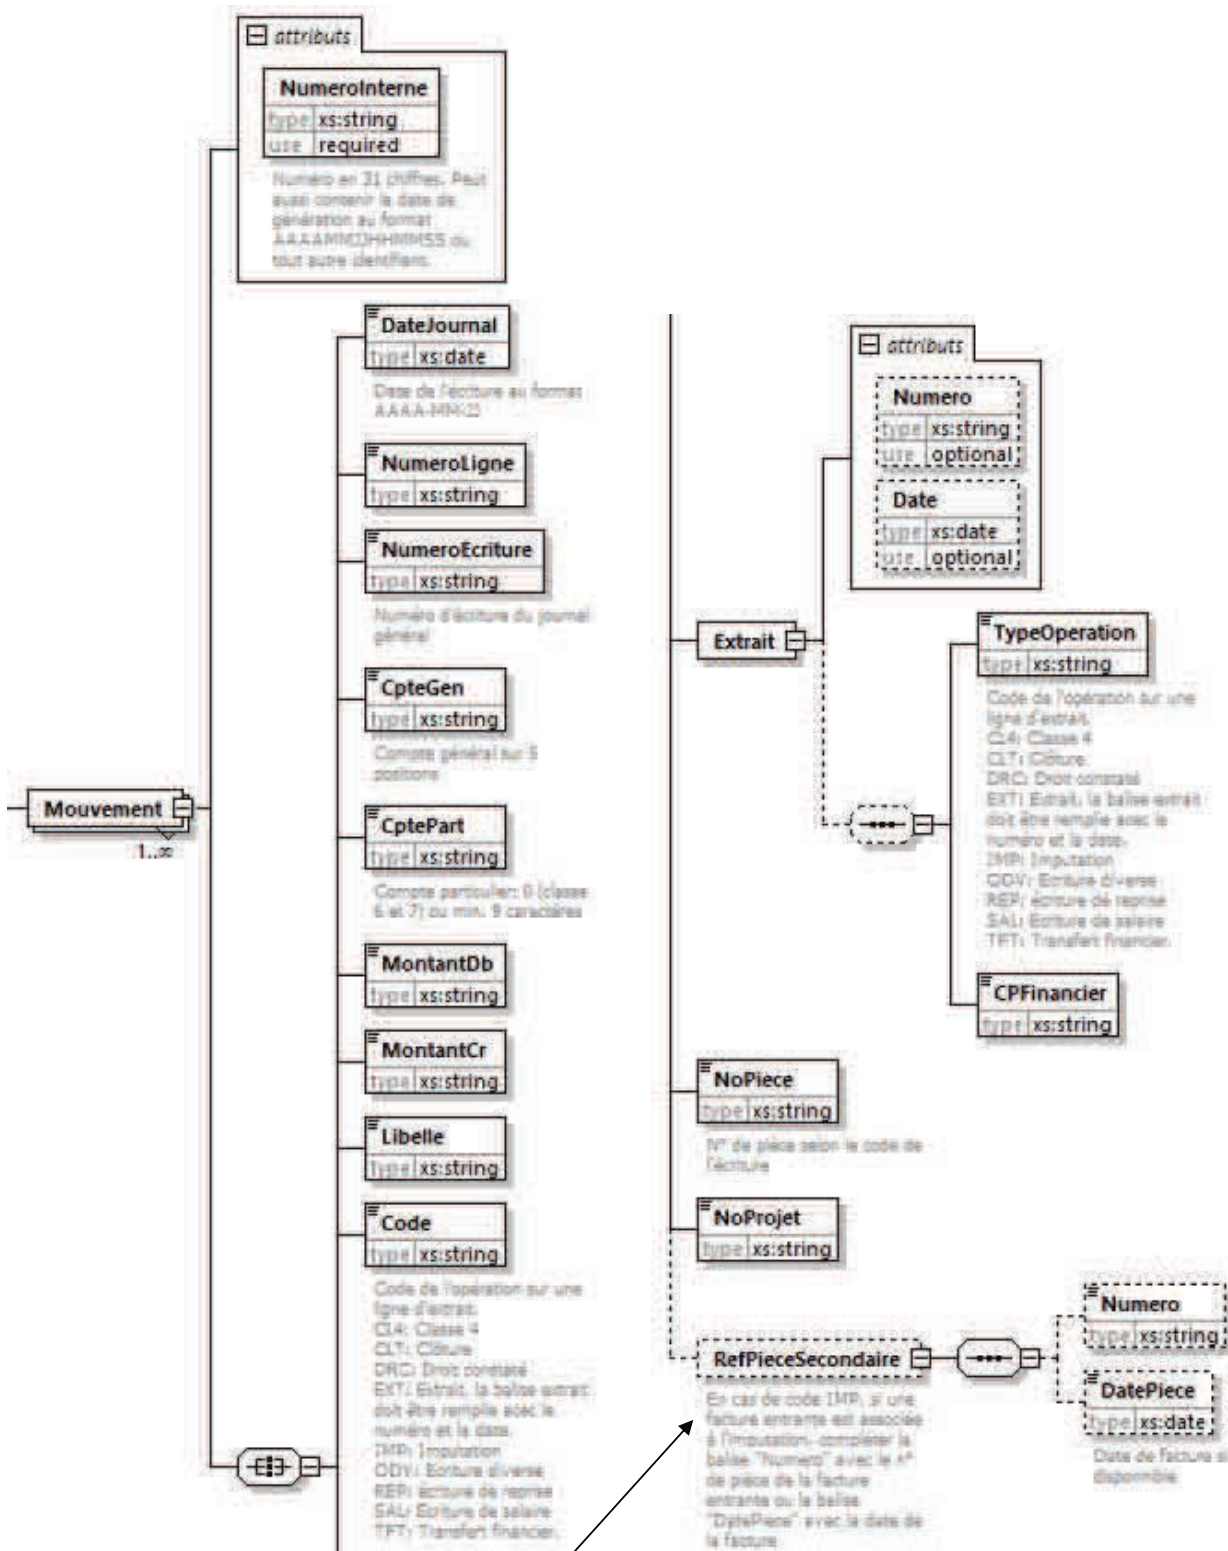 attributs
NumeroInterne
type xs:string
use required
Numéro en 31 chiffres. Peut
aussi contenir la date de
génération au format
AAAAMMJJHHMMSS ou
tout autre identifiant.
Mouvement
1..∞
DateJournal
type xs:date
Date de l'écriture au format
AAAA-MM-JJ
NumeroLigne
type xs:string
NumeroEcriture
type xs:string
Numéro d'écriture du journal
général
CpteGen
type xs:string
Compte général sur 5
positions
CptePart
type xs:string
Compte particulier: 0 (classe
6 et 7) ou min. 9 caractères
MontantDb
type xs:string
MontantCr
type xs:string
Libelle
type xs:string
Code
type xs:string
Code de l'opération sur une
ligne d'extrait.
CL4: Classe 4
CLT: Clôture
DRC: Droit constaté
EXT: Extrait, la balise extrait
doit être remplie avec le
numéro et la date.
IMP: Imputation
ODV: Ecriture diverse
REP: écriture de reprise
SAL: Ecriture de salaire
TFT: Transfert financier.
Extrait
attributs
Numero
type xs:string
use optional
Date
type xs:date
use optional
TypeOperation
type xs:string
Code de l'opération sur une
ligne d'extrait.
CL4: Classe 4
CLT: Clôture
DRC: Droit constaté
EXT: Extrait, la balise extrait
doit être remplie avec le
numéro et la date.
IMP: Imputation
ODV: Ecriture diverse
REP: écriture de reprise
SAL: Ecriture de salaire
TFT: Transfert financier.
CPFinancier
type xs:string
NoPiece
type xs:string
N° de pièce selon le code de
l'écriture
NoProjet
type xs:string
RefPieceSecondaire
En cas de code IMP, si une
facture entrante est associée
à l'imputation, compléter la
balise "Numero" avec le n°
de pièce de la facture
entrante ou la balise
"DatePiece" avec la date de
la facture
Numero
type xs:string
DatePiece
type xs:date
Date de facture si
disponible